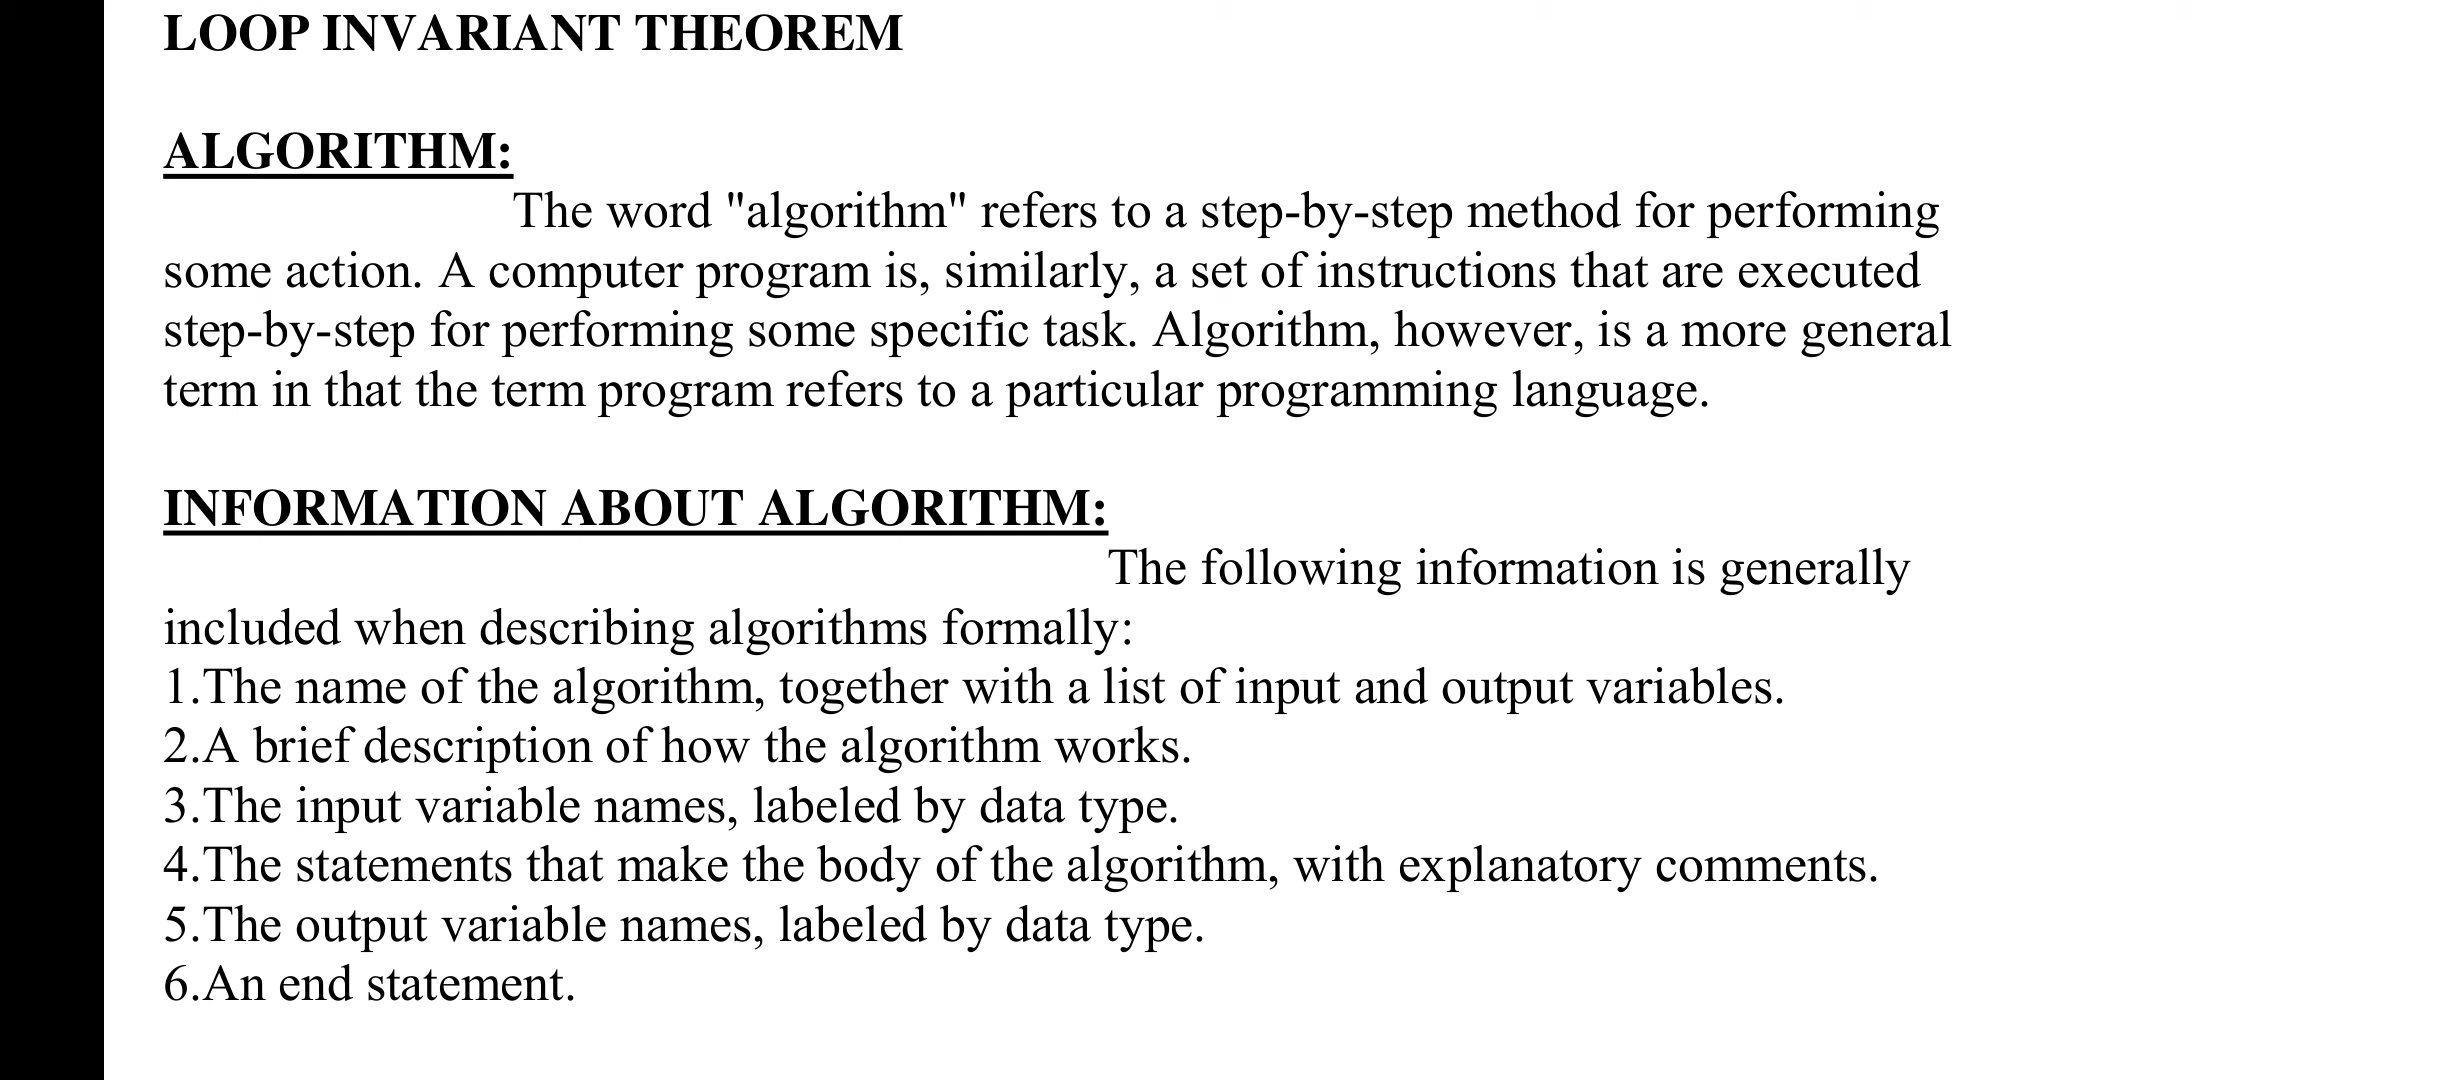 LOOP INVARIANT THEOREM
ALGORITHM:
The word "algorithm" refers to a step-by-step method for performing
some action. A computer program is, similarly, a set of instructions that are executed
step-by-step for performing some specific task. Algorithm, however, is a more general
term in that the term program refers to a particular programming language.
INFORMATION ABOUT ALGORITHM:
The following information is generally
included when describing algorithms formally:
1.The name of the algorithm, together with a list of input and output variables.
2.A brief description of how the algorithm works.
3.The input variable names, labeled by data type.
4.The statements that make the body of the algorithm, with explanatory comments.
5.The output variable names, labeled by data type.
6.An end statement.